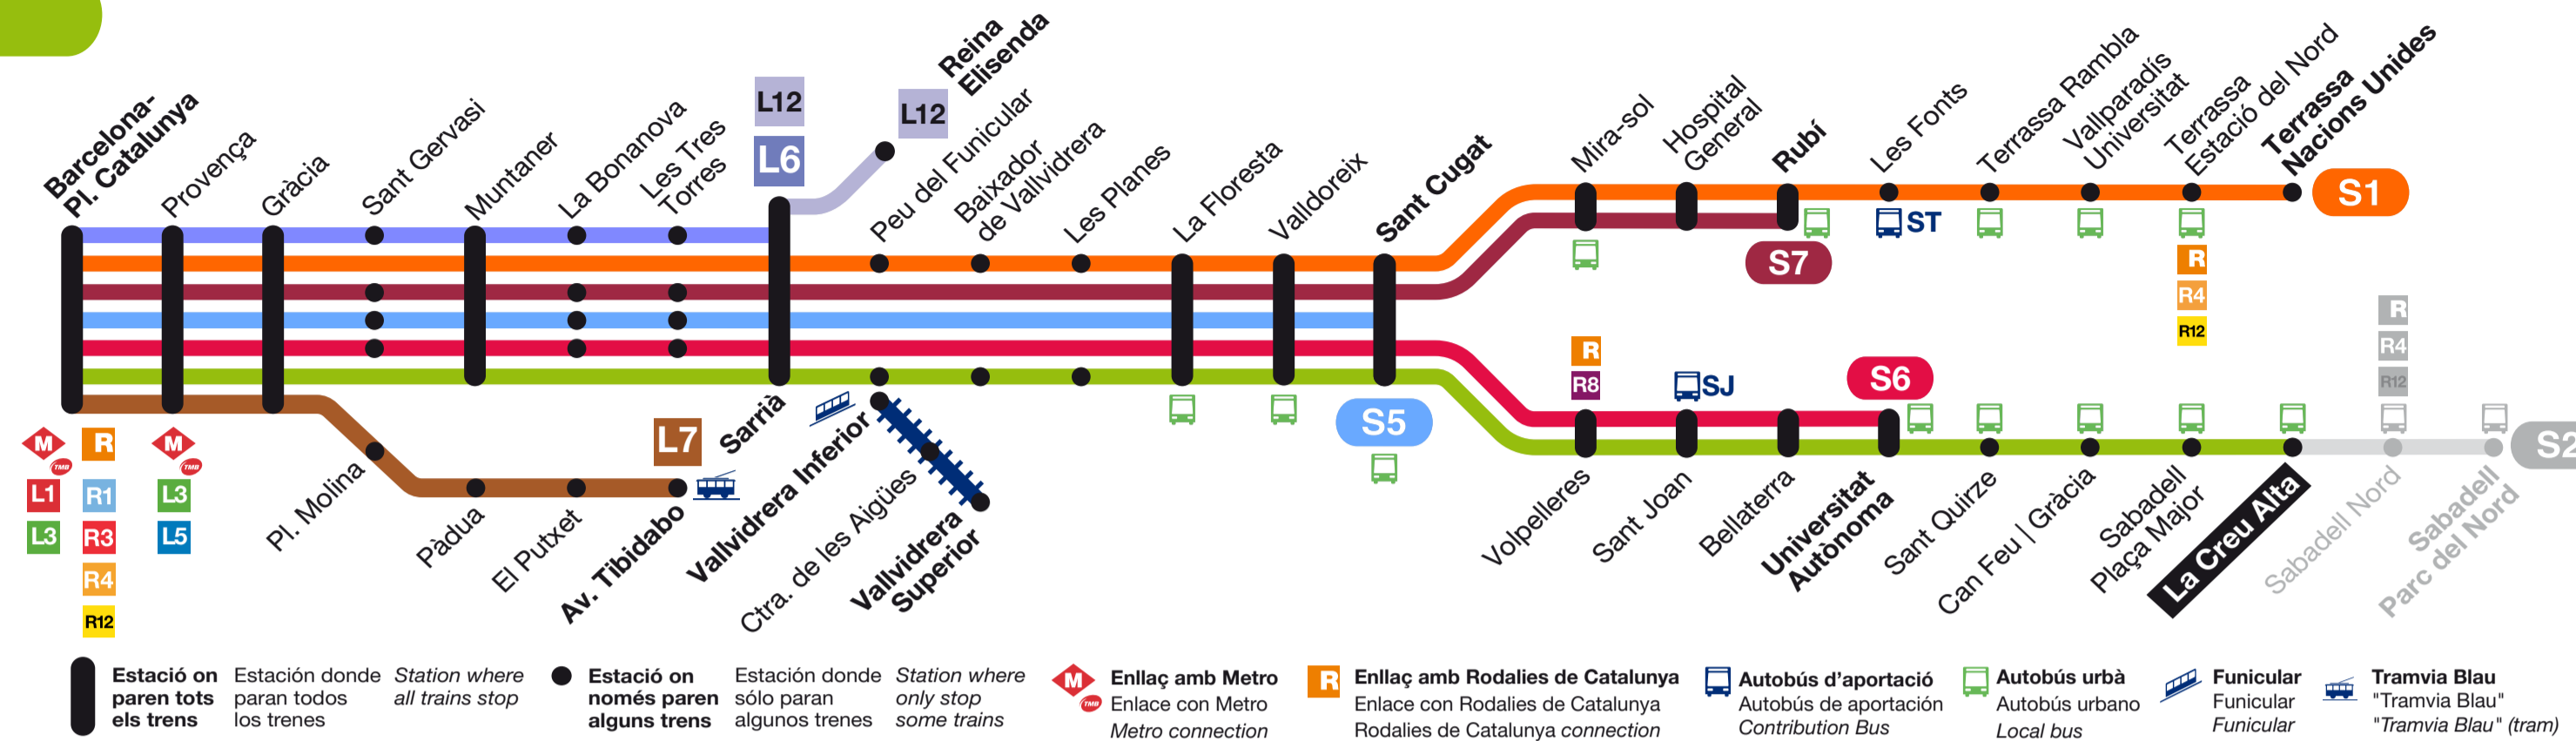 Barcelona-
Pl. Catalunya
Provença
Gràcia
Sant Gervasi
Muntaner
La Bonanova
Les Tres
Torres
L12
L6
L12
Reina
Elisenda
Peu del Funicular
Baixador
de Vallvidrera
Les Planes
La Floresta
Valldoreix
Sant Cugat
Mira-sol
Hospital
General
Rubí
Les Fonts
Terrassa Rambla
Vallparadís
Universitat
Terrassa
Estació del Nord
Terrassa
Nacions Unides
S1
ST
S7
R
R4
R12
R
R4
R12
R
R8
SJ
S6
S5
S2
M
TMB
L1
L3
R
R1
R3
R4
R12
M
TMB
L3
L5
Pl. Molina
Pàdua
El Putxet
Av. Tibidabo
L7
Sarrià
Vallvidrera Inferior
Ctra. de les Aigües
Vallvidrera
Superior
Volpelleres
Sant Joan
Bellaterra
Universitat
Autònoma
Sant Quirze
Can Feu | Gràcia
Sabadell
Plaça Major
La Creu Alta
Sabadell Nord
Sabadell
Parc del Nord
Estació on
paren tots
els trens
Estación donde
paran todos
los trenes
Station where
all trains stop
Estació on
només paren
alguns trens
Estación donde
sólo paran
algunos trenes
Station where
only stop
some trains
M
TMB
Enllaç amb Metro
Enlace con Metro
Metro connection
R
Enllaç amb Rodalies de Catalunya
Enlace con Rodalies de Catalunya
Rodalies de Catalunya connection
Autobús d'aportació
Autobús de aportación
Contribution Bus
Autobús urbà
Autobús urbano
Local bus
Funicular
Funicular
Funicular
Tramvia Blau
"Tramvia Blau"
"Tramvia Blau" (tram)